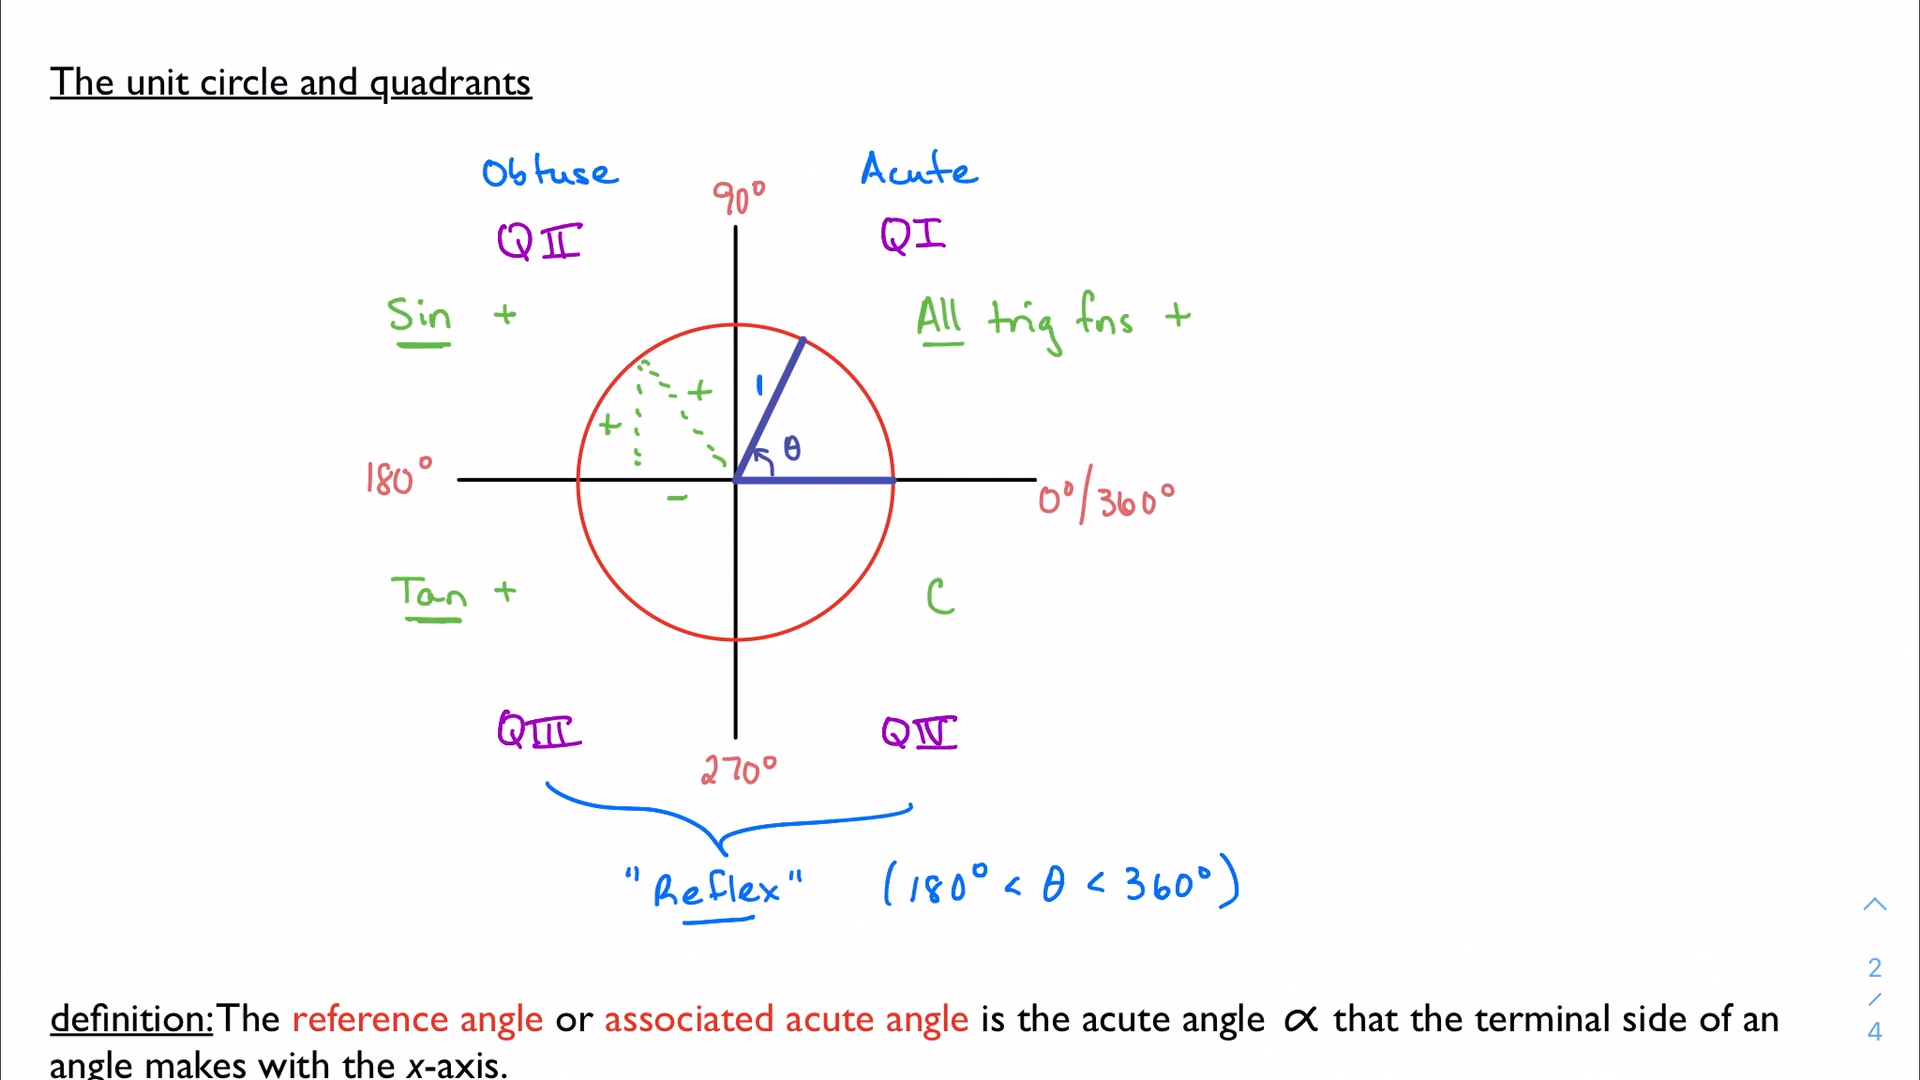 The unit circle and quadrants
Obtuse
Acute
90°
QII
QI
Sin +
All trig fns +
+
+
1
θ
180°
-
0°/360°
Tan +
C
QIII
QIV
270°
"Reflex" (180° < θ < 360°)
2
/
4
definition: The reference angle or associated acute angle is the acute angle α that the terminal side of an
angle makes with the x-axis.